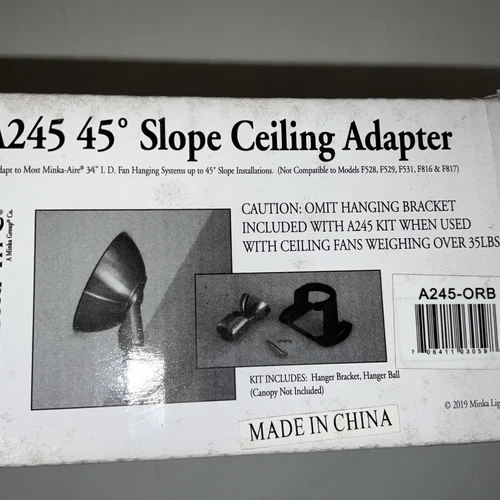 A245 45° Slope Ceiling Adapter
dapt to Most Minka-Aire® 3/4" I. D. Fan Hanging Systems up to 45° Slope Installations. (Not Compatible to Models F528, F529, F531, F816 & F817)
A Minka Group® Co.
CAUTION: OMIT HANGING BRACKET
INCLUDED WITH A245 KIT WHEN USED
WITH CEILING FANS WEIGHING OVER 35LBS
A245-ORB
7 06411 03059
KIT INCLUDES: Hanger Bracket, Hanger Ball
(Canopy Not Included)
© 2019 Minka Lig
MADE IN CHINA